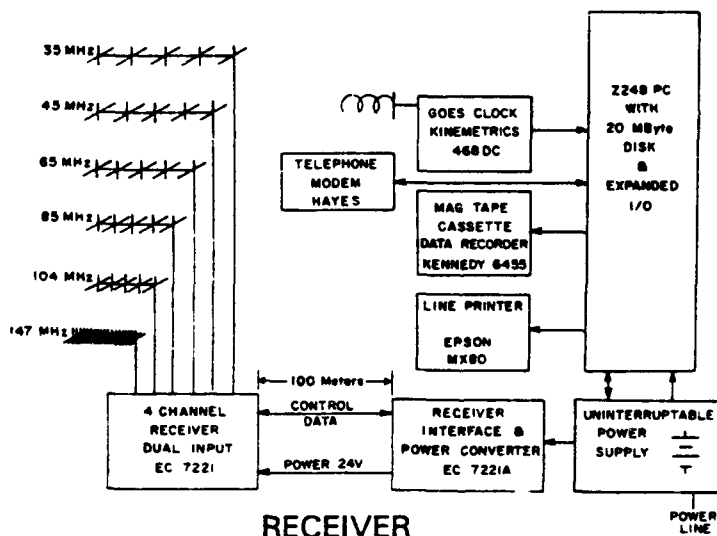 35 MHz
45 MHz
65 MHz
85 MHz
104 MHz
147 MHz
GOES CLOCK
KINEMETRICS
468 DC
TELEPHONE
MODEM
HAYES
MAG TAPE
CASSETTE
DATA RECORDER
KENNEDY 6455
LINE PRINTER
EPSON
MX80
Z248 PC
WITH
20 MByte
DISK
&
EXPANDED
I/O
100 Meters
4 CHANNEL
RECEIVER
DUAL INPUT
EC 7221
CONTROL
DATA
POWER 24V
RECEIVER
INTERFACE &
POWER CONVERTER
EC 7221A
UNINTERRUPTABLE
POWER
SUPPLY
POWER
LINE
RECEIVER